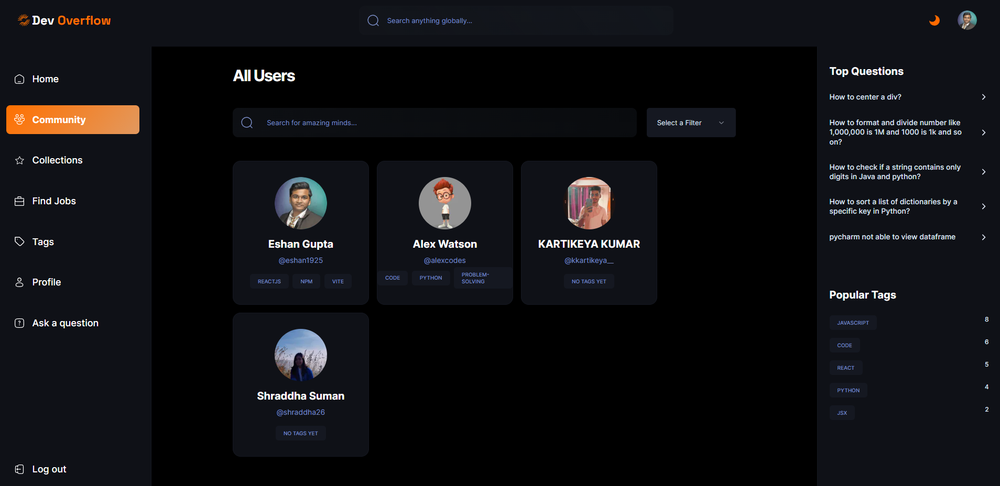 Dev Overflow
Search anything globally...
Home
Community
Collections
Find Jobs
Tags
Profile
Ask a question
Log out
All Users
Search for amazing minds...
Select a Filter
Eshan Gupta
@eshan1925
REACTJS
NPM
VITE
Alex Watson
@alexcodes
CODE
PYTHON
PROBLEM-
SOLVING
KARTIKEYA KUMAR
@kkartikeya__
NO TAGS YET
Shraddha Suman
@shraddha26
NO TAGS YET
Top Questions
How to center a div?
How to format and divide number like
1,000,000 is 1M and 1000 is 1k and so
on?
How to check if a string contains only
digits in Java and python?
How to sort a list of dictionaries by a
specific key in Python?
pycharm not able to view dataframe
Popular Tags
JAVASCRIPT 8
CODE 6
REACT 5
PYTHON 4
JSX 2